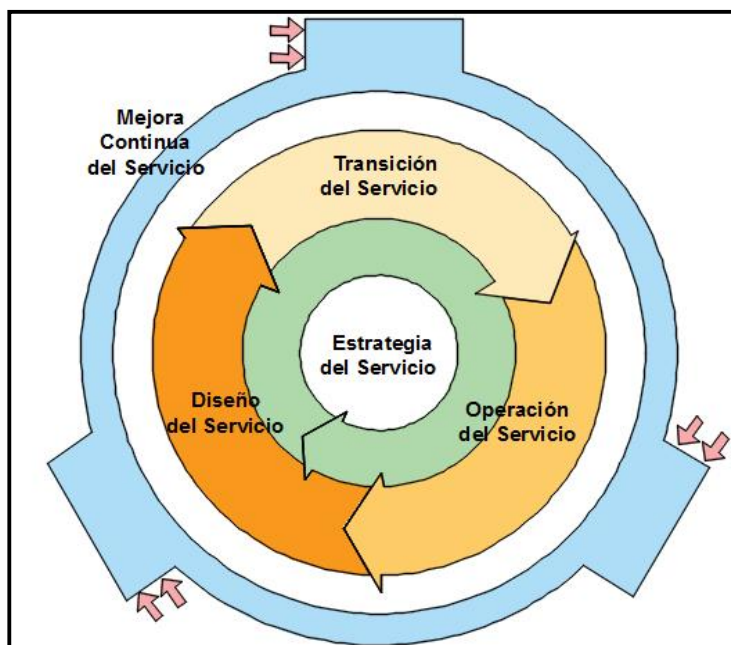 Mejora
Continua
del Servicio
Transición
del Servicio
Estrategia
del Servicio
Diseño
del Servicio
Operación
del Servicio